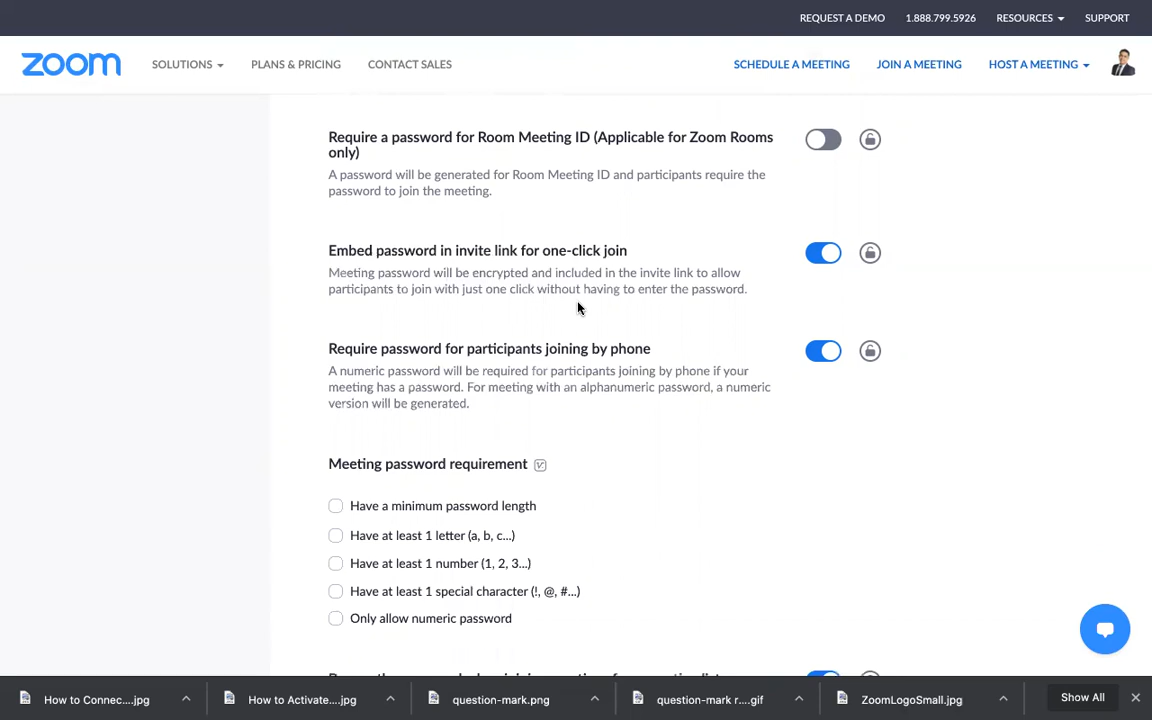 REQUEST A DEMO 1.888.799.5926 RESOURCES SUPPORT
zoom SOLUTIONS PLANS & PRICING CONTACT SALES SCHEDULE A MEETING JOIN A MEETING HOST A MEETING
Require a password for Room Meeting ID (Applicable for Zoom Rooms
only)
A password will be generated for Room Meeting ID and participants require the
password to join the meeting.
Embed password in invite link for one-click join
Meeting password will be encrypted and included in the invite link to allow
participants to join with just one click without having to enter the password.
Require password for participants joining by phone
A numeric password will be required for participants joining by phone if your
meeting has a password. For meeting with an alphanumeric password, a numeric
version will be generated.
Meeting password requirement
Have a minimum password length
Have at least 1 letter (a, b, c...)
Have at least 1 number (1, 2, 3...)
Have at least 1 special character (!, @, #...)
Only allow numeric password
How to Connec....jpg How to Activate....jpg question-mark.png question-mark r....gif ZoomLogoSmall.jpg Show All